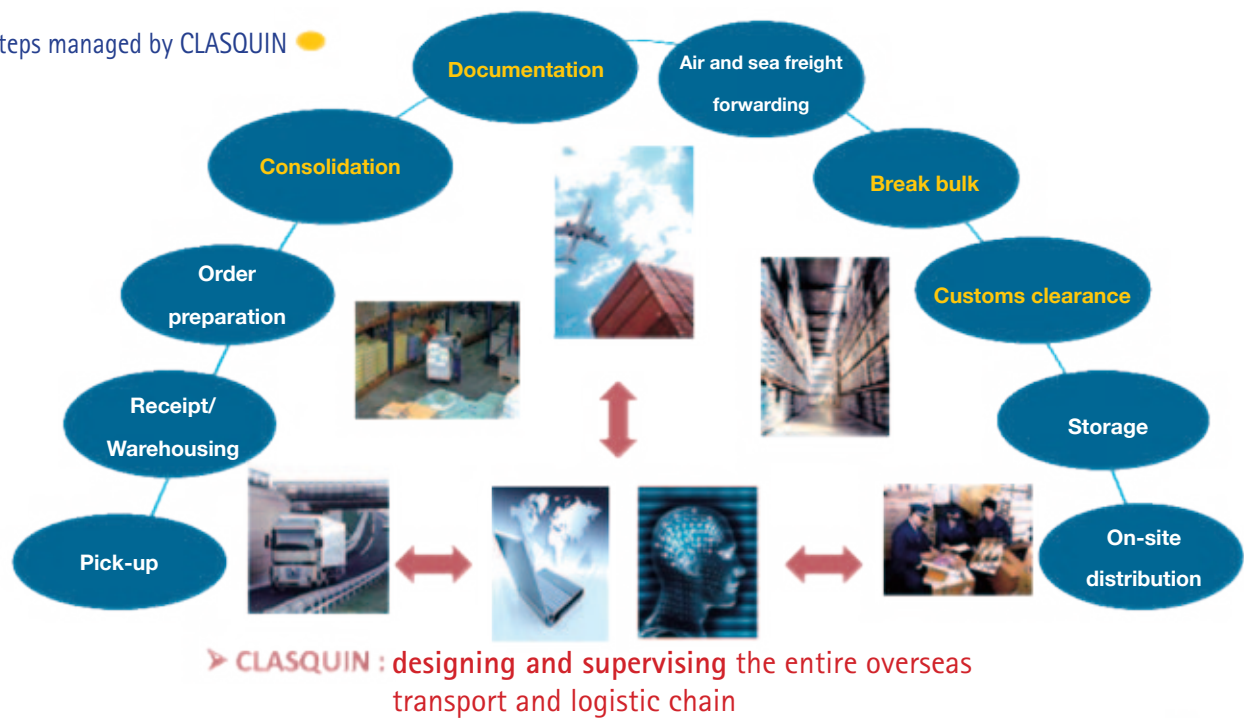 teps managed by CLASQUIN
Documentation
Air and sea freight
forwarding
Consolidation
Break bulk
Order
preparation
Customs clearance
Receipt/
Warehousing
Storage
Pick-up
On-site
distribution
➢ CLASQUIN : designing and supervising the entire overseas
transport and logistic chain